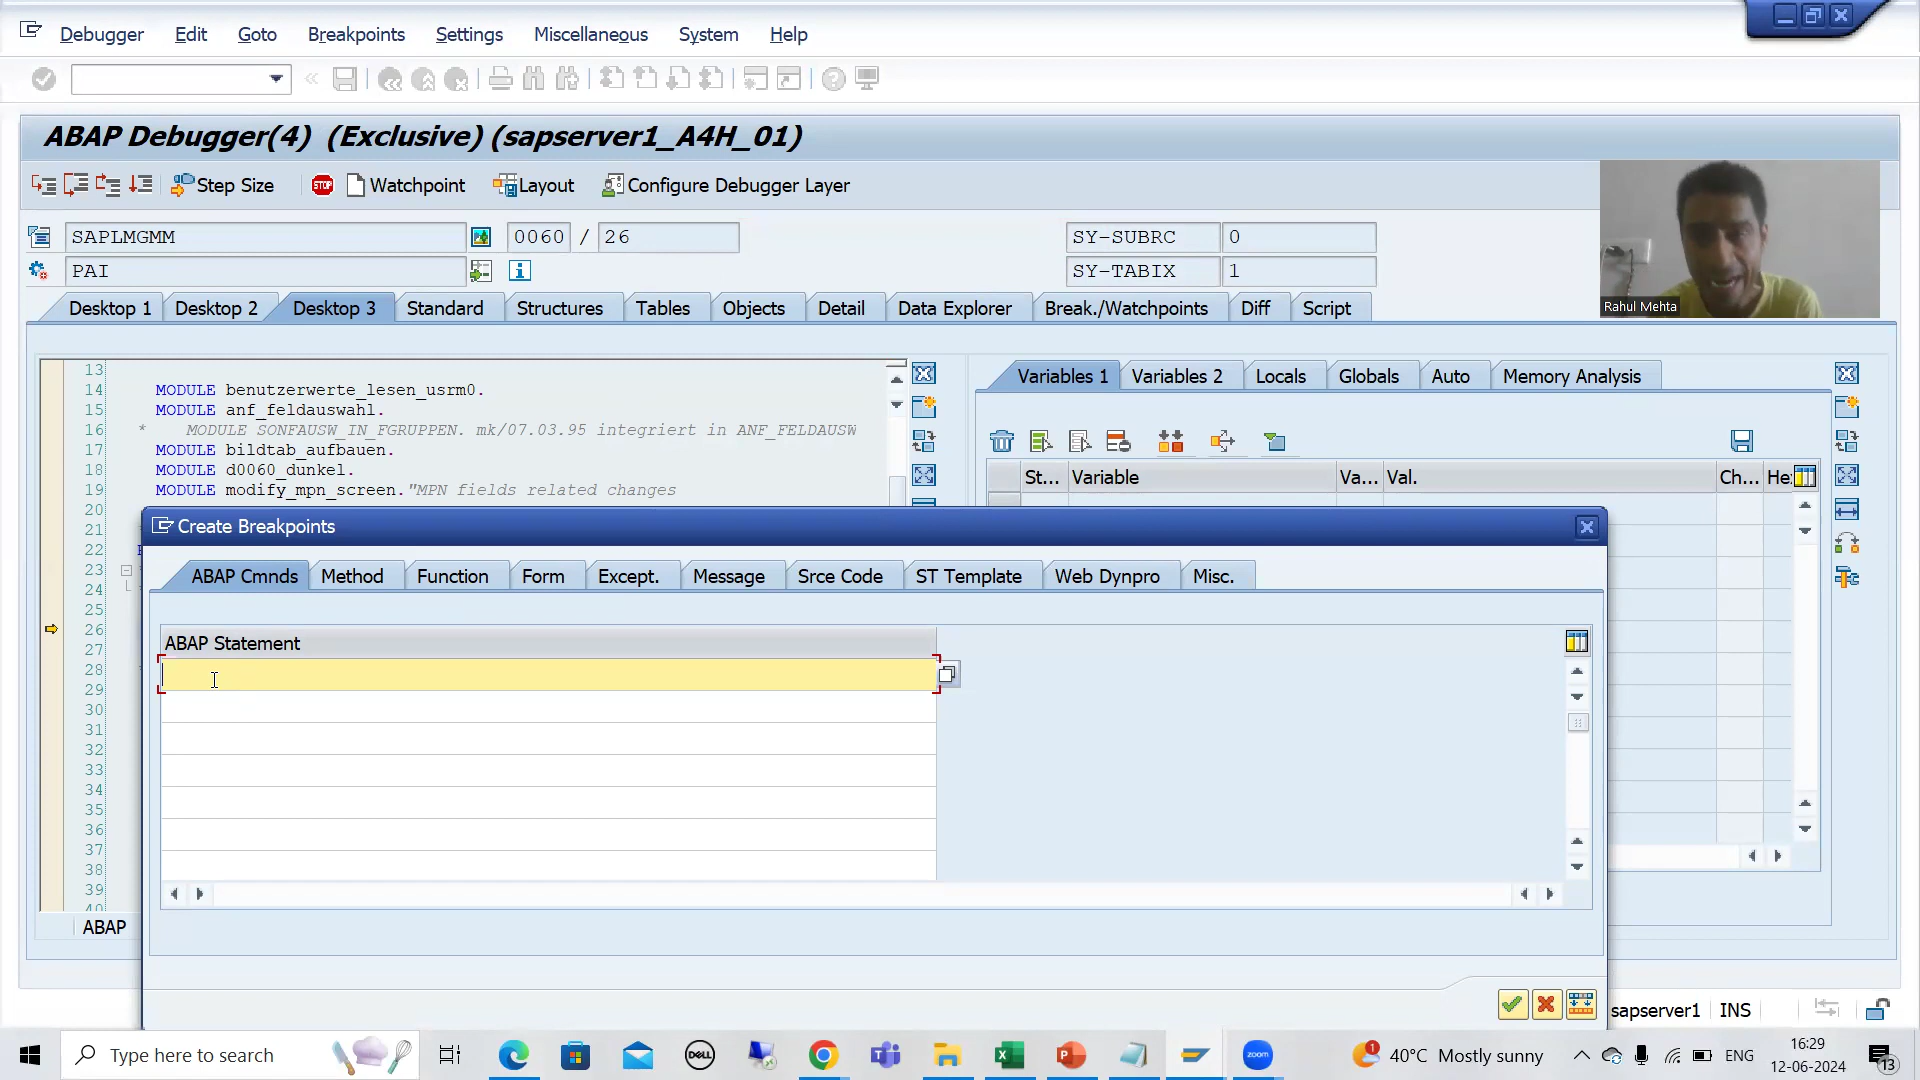 Debugger Edit Goto Breakpoints Settings Miscellaneous System Help
ABAP Debugger(4) (Exclusive) (sapserver1_A4H_01)
Step Size STOP Watchpoint Layout Configure Debugger Layer
SAPLMGMM 0060 / 26 SY-SUBRC 0
PAI SY-TABIX 1
Rahul Mehta
Desktop 1 Desktop 2 Desktop 3 Standard Structures Tables Objects Detail Data Explorer Break./Watchpoints Diff Script
Variables 1 Variables 2 Locals Globals Auto Memory Analysis
St... Variable Va... Val. Ch...
13
14 MODULE benutzerwerte_lesen_usrm0.
15 MODULE anf_feldauswahl.
16 * MODULE SONFAUSW_IN_FGRUPPEN. mk/07.03.95 integriert in ANF_FELDAUSW
17 MODULE bildtab_aufbauen.
18 MODULE d0060_dunkel.
19 MODULE modify_mpn_screen."MPN fields related changes
20
21
22
23
24
25
26
27
28
29
30
31
32
33
34
35
36
37
38
39
40
ABAP
Create Breakpoints
ABAP Cmnds Method Function Form Except. Message Srce Code ST Template Web Dynpro Misc.
ABAP Statement
sapserver1 INS
Type here to search
DELL
zoom
40°C Mostly sunny
ENG
16:29
12-06-2024
13